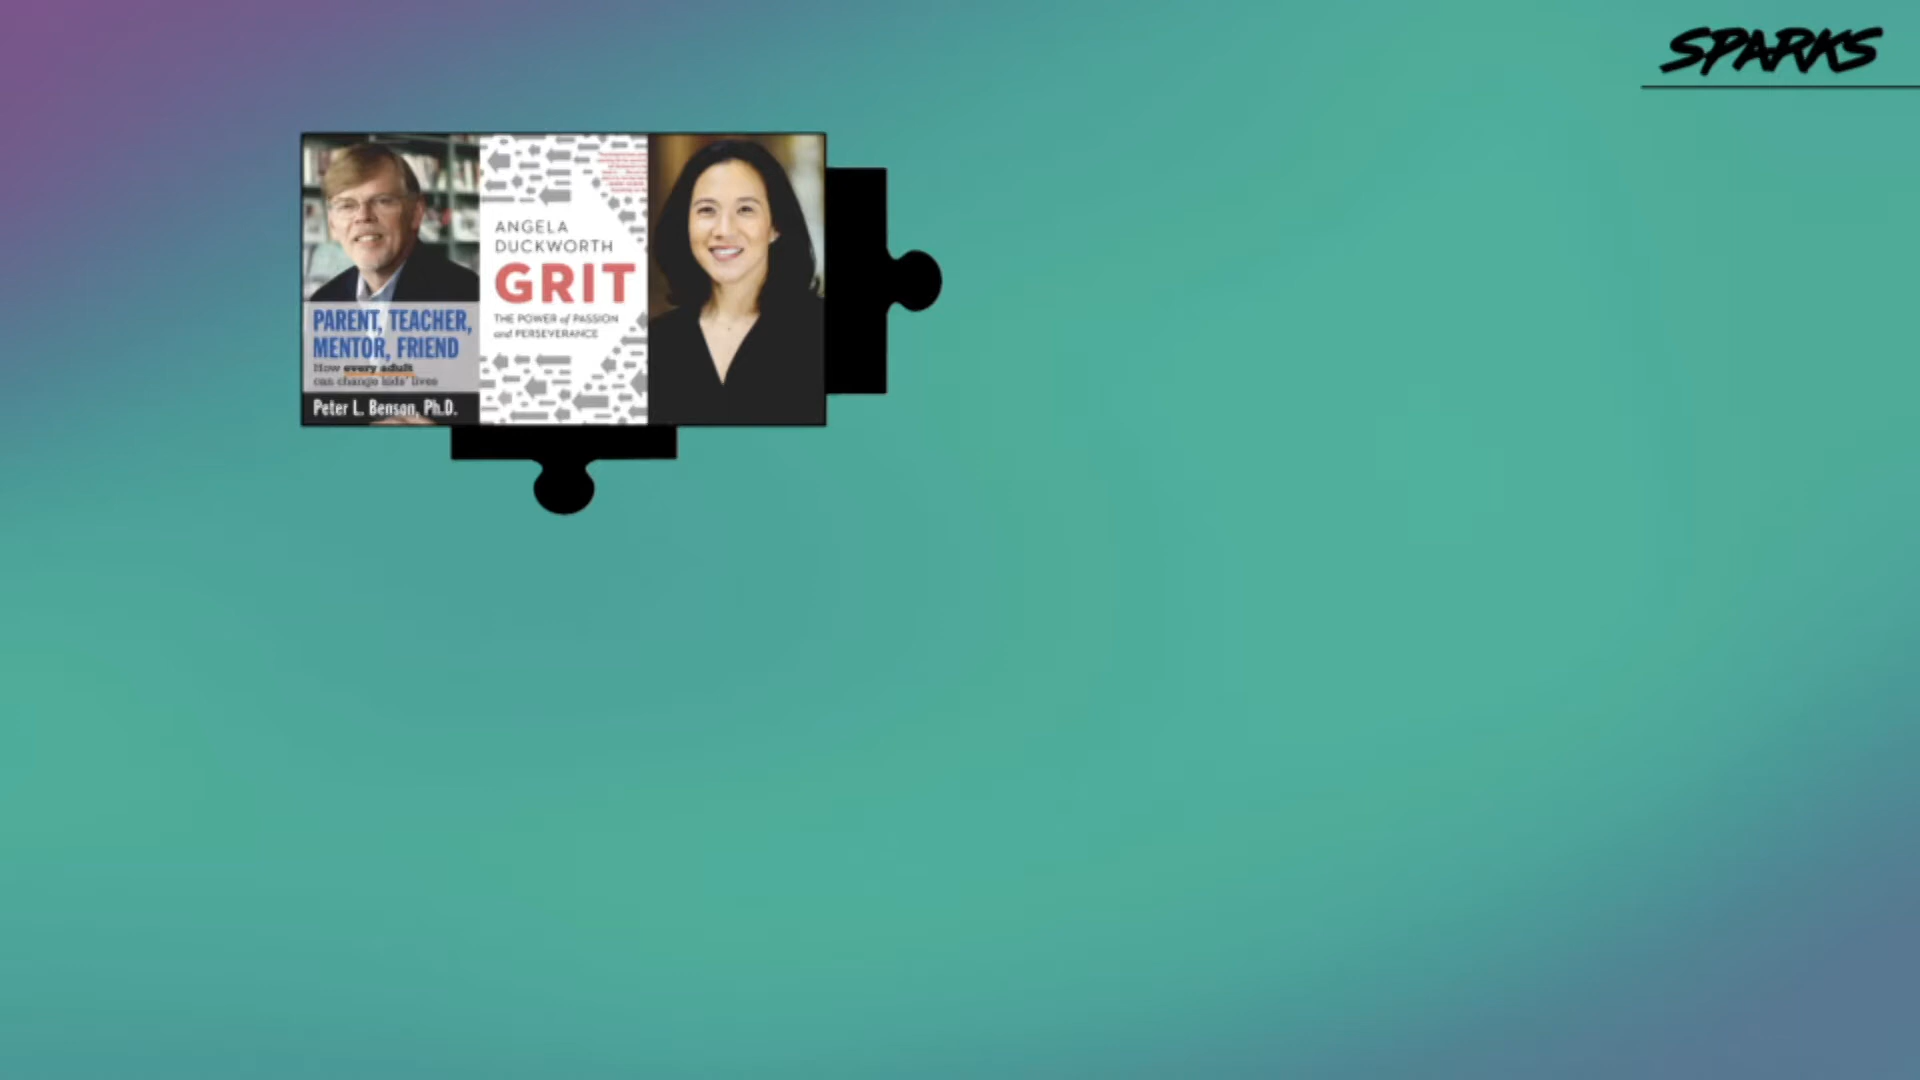 SPARKS
PARENT, TEACHER,
MENTOR, FRIEND
How every adult
can change kids' lives
Peter L. Benson, Ph.D.
ANGELA
DUCKWORTH
GRIT
THE POWER of PASSION
and PERSEVERANCE